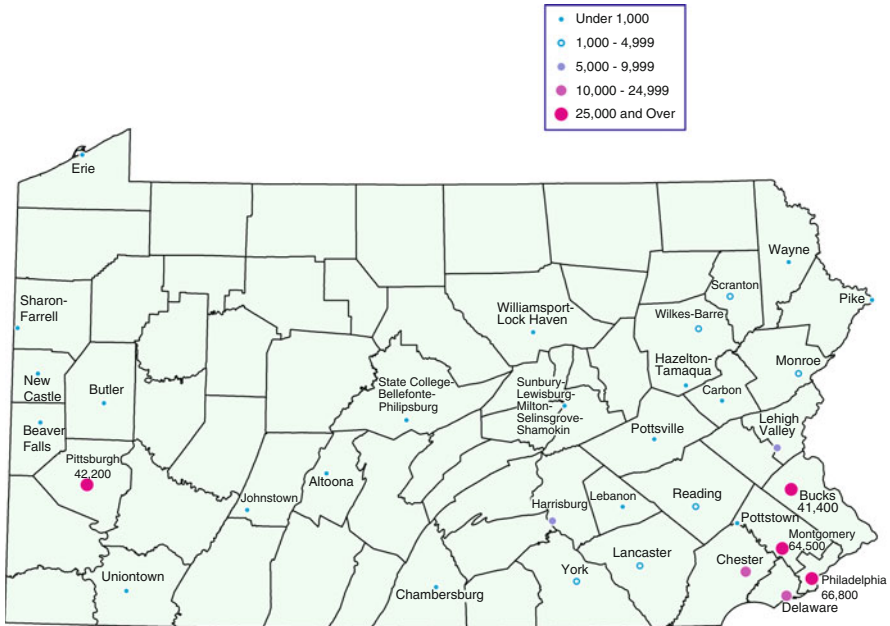 Under 1,000
1,000 - 4,999
5,000 - 9,999
10,000 - 24,999
25,000 and Over
Erie
Wayne
Scranton
Pike
Sharon-
Farrell
Williamsport-
Lock Haven
Wilkes-Barre
Hazelton-
Tamaqua
Monroe
New
Castle
Butler
State College-
Bellefonte-
Philipsburg
Sunbury-
Lewisburg-
Milton-
Selinsgrove-
Shamokin
Carbon
Beaver
Falls
Pottsville
Lehigh
Valley
Pittsburgh
42,200
Altoona
Johnstown
Harrisburg
Lebanon
Reading
Bucks
41,400
Pottstown
Montgomery
64,500
Uniontown
Chambersburg
York
Lancaster
Chester
Philadelphia
66,800
Delaware